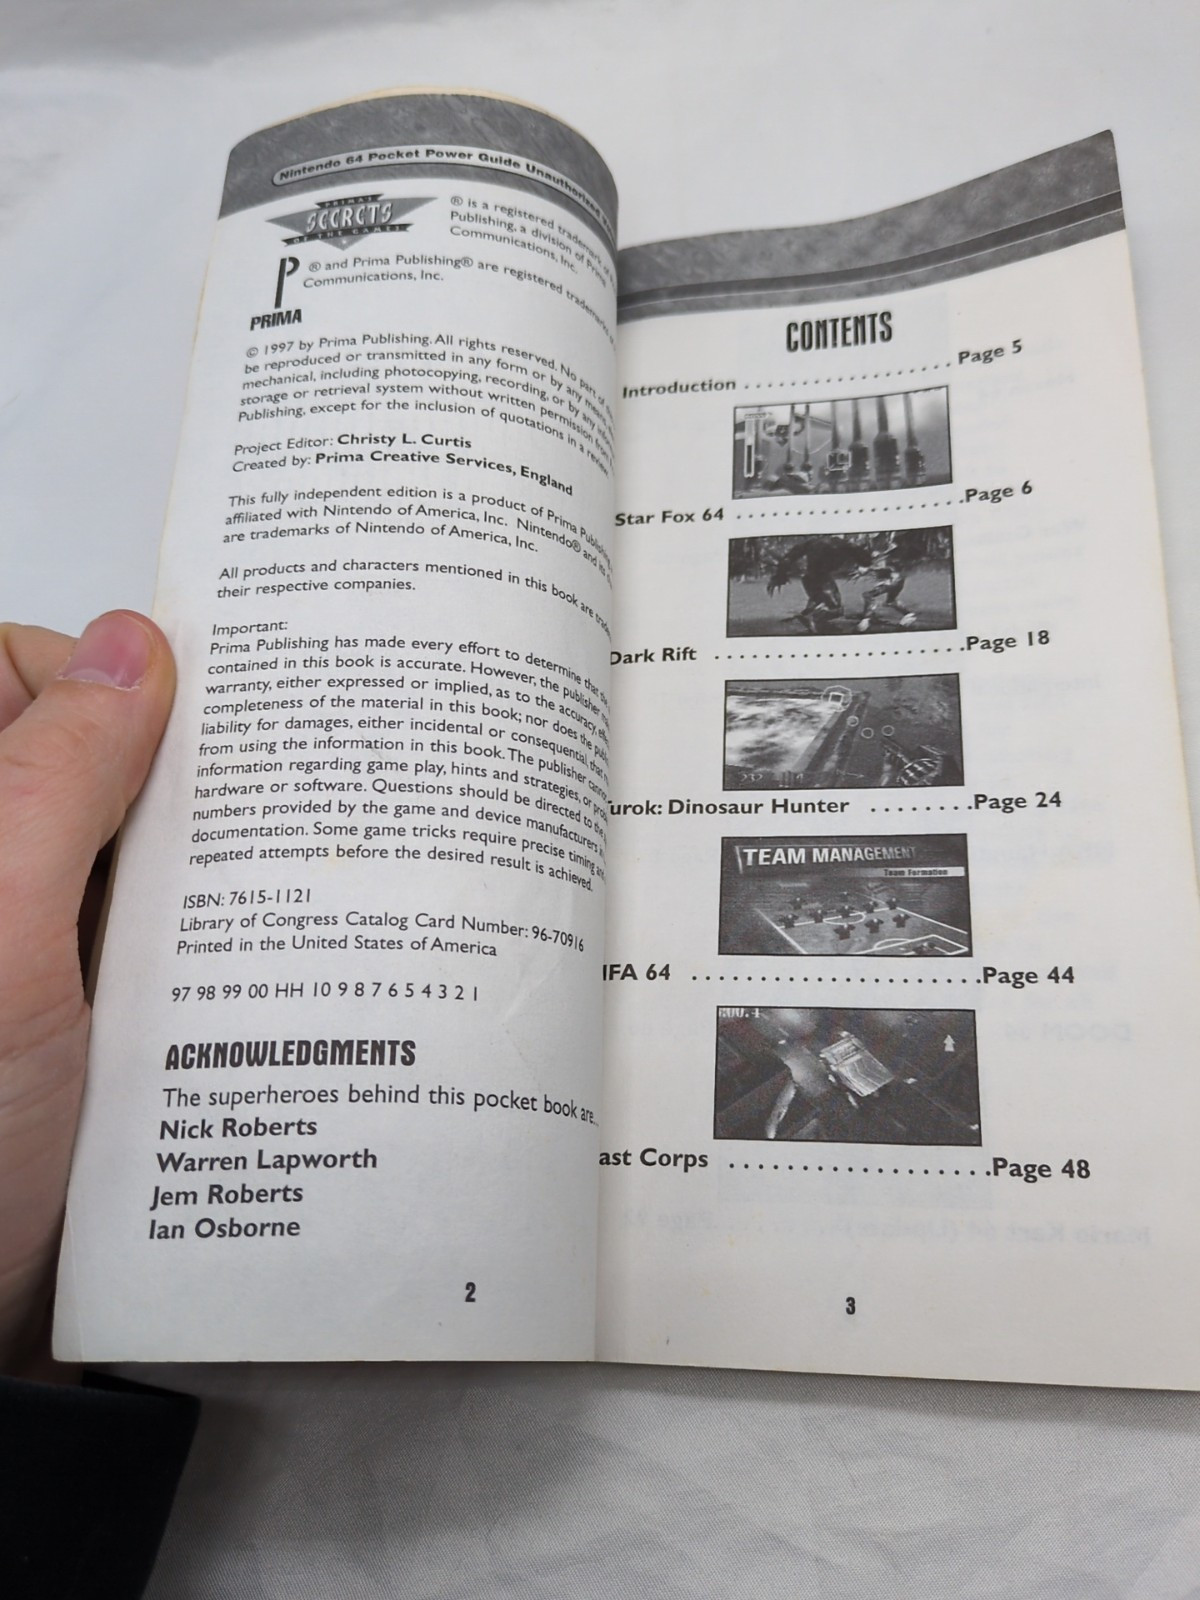 Nintendo 64 Pocket Power Guide Unauthorized
PRIMA'S
SECRETS
OF THE GAMES
® is a registered trademark of
Publishing, a division of Prima
Communications, Inc.
P
® and Prima Publishing® are registered trademarks of
Communications, Inc.
PRIMA
© 1997 by Prima Publishing. All rights reserved. No part of
be reproduced or transmitted in any form or by any means,
mechanical, including photocopying, recording, or by any
storage or retrieval system without written permission from
Publishing, except for the inclusion of quotations in a review.
Project Editor: Christy L. Curtis
Created by: Prima Creative Services, England
This fully independent edition is a product of Prima Publishing,
affiliated with Nintendo of America, Inc. Nintendo® and its
are trademarks of Nintendo of America, Inc.
All products and characters mentioned in this book are
their respective companies.
Important:
Prima Publishing has made every effort to determine that the
contained in this book is accurate. However, the publisher
warranty, either expressed or implied, as to the accuracy,
completeness of the material in this book; nor does the
liability for damages, either incidental or consequential, that
from using the information in this book. The publisher
information regarding game play, hints and strategies, or
hardware or software. Questions should be directed to the
numbers provided by the game and device manufacturers
documentation. Some game tricks require precise timing
repeated attempts before the desired result is achieved.
ISBN: 7615-1121
Library of Congress Catalog Card Number: 96-70916
Printed in the United States of America
97 98 99 00 HH 10 9 8 7 6 5 4 3 2 1
ACKNOWLEDGMENTS
The superheroes behind this pocket book are...
Nick Roberts
Warren Lapworth
Jem Roberts
Ian Osborne
2
CONTENTS
Introduction . . . . . . . . . . . . . . . . . . Page 5
Star Fox 64 . . . . . . . . . . . . . . . . . . Page 6
Dark Rift . . . . . . . . . . . . . . . . . . . . Page 18
232
urok: Dinosaur Hunter . . . . . . . . Page 24
TEAM MANAGEMENT
Team Formation
IFA 64 . . . . . . . . . . . . . . . . . . . . . Page 44
ast Corps . . . . . . . . . . . . . . . . . . Page 48
3